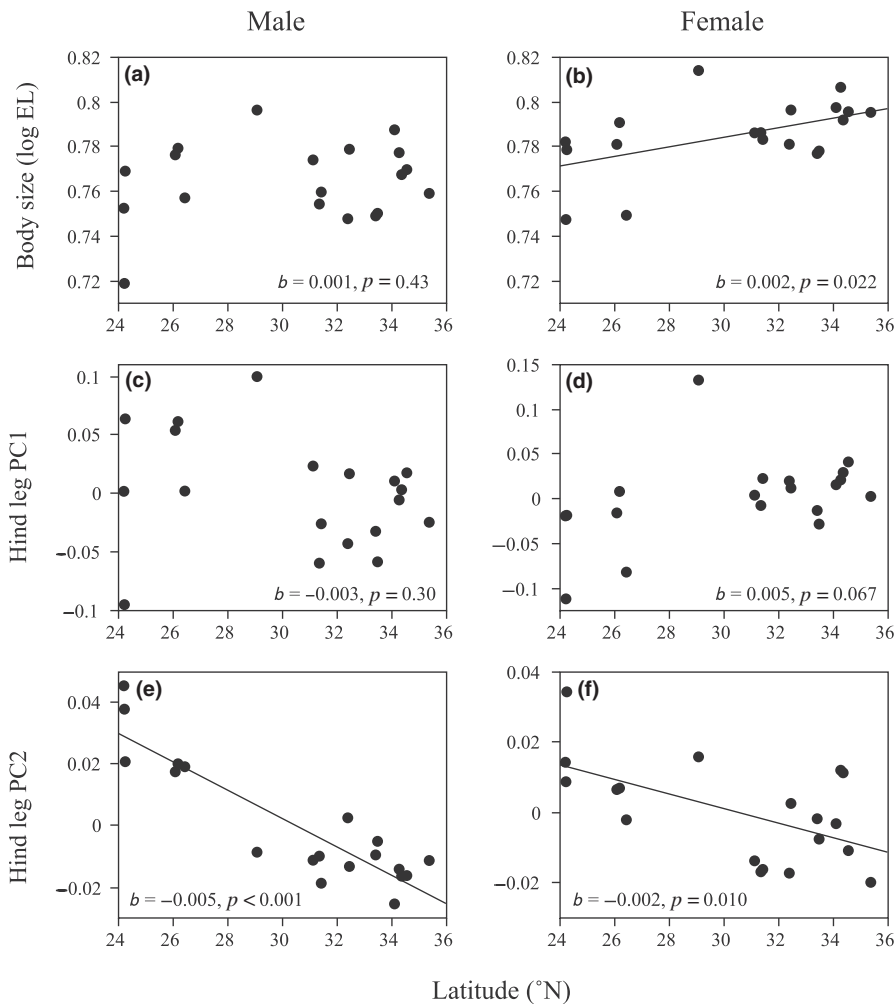 Male Female
Body size (log EL)
(a)
0.82
0.8
0.78
0.76
0.74
0.72
b = 0.001, p = 0.43
24 26 28 30 32 34 36
(b)
0.82
0.8
0.78
0.76
0.74
0.72
b = 0.002, p = 0.022
24 26 28 30 32 34 36
Hind leg PC1
(c)
0.1
0.05
0
−0.05
−0.1
b = −0.003, p = 0.30
24 26 28 30 32 34 36
(d)
0.15
0.1
0.05
0
−0.05
−0.1
b = 0.005, p = 0.067
24 26 28 30 32 34 36
Hind leg PC2
(e)
0.04
0.02
0
−0.02
b = −0.005, p < 0.001
24 26 28 30 32 34 36
(f)
0.04
0.02
0
−0.02
b = −0.002, p = 0.010
24 26 28 30 32 34 36
Latitude (°N)